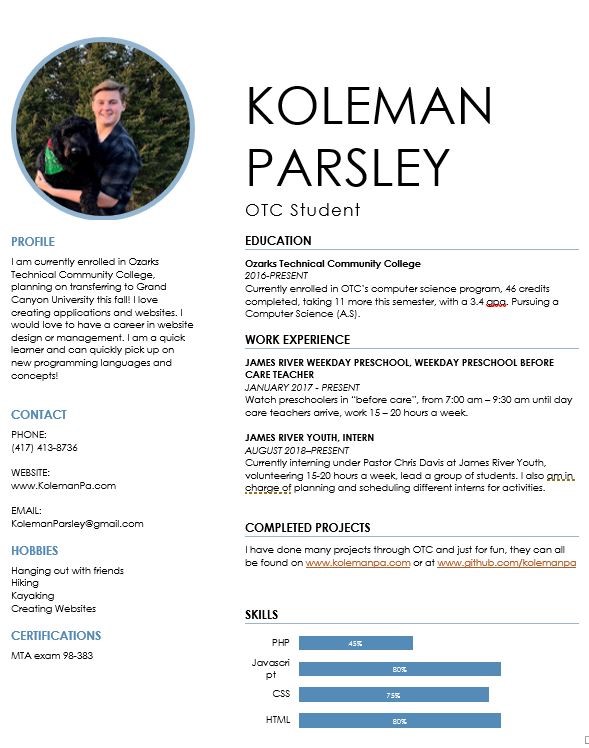 KOLEMAN
PARSLEY
OTC Student
PROFILE
I am currently enrolled in Ozarks
Technical Community College,
planning on transferring to Grand
Canyon University this fall! I love
creating applications and websites. I
would love to have a career in website
design or management. I am a quick
learner and can quickly pick up on
new programming languages and
concepts!
CONTACT
PHONE:
(417) 413-8736
WEBSITE:
www.KolemanPa.com
EMAIL:
KolemanParsley@gmail.com
HOBBIES
Hanging out with friends
Hiking
Kayaking
Creating Websites
CERTIFICATIONS
MTA exam 98-383
EDUCATION
Ozarks Technical Community College
2016-PRESENT
Currently enrolled in OTC's computer science program, 46 credits
completed, taking 11 more this semester, with a 3.4 gpa. Pursuing a
Computer Science (A.S).
WORK EXPERIENCE
JAMES RIVER WEEKDAY PRESCHOOL, WEEKDAY PRESCHOOL BEFORE
CARE TEACHER
JANUARY 2017 - PRESENT
Watch preschoolers in "before care", from 7:00 am – 9:30 am until day
care teachers arrive, work 15 – 20 hours a week.
JAMES RIVER YOUTH, INTERN
AUGUST 2018–PRESENT
Currently interning under Pastor Chris Davis at James River Youth,
volunteering 15-20 hours a week, lead a group of students. I also am in
charge of planning and scheduling different interns for activities.
COMPLETED PROJECTS
I have done many projects through OTC and just for fun, they can all
be found on www.kolemanpa.com or at www.github.com/kolemanpa
SKILLS
PHP 45%
Javascri
pt 80%
CSS 75%
HTML 80%